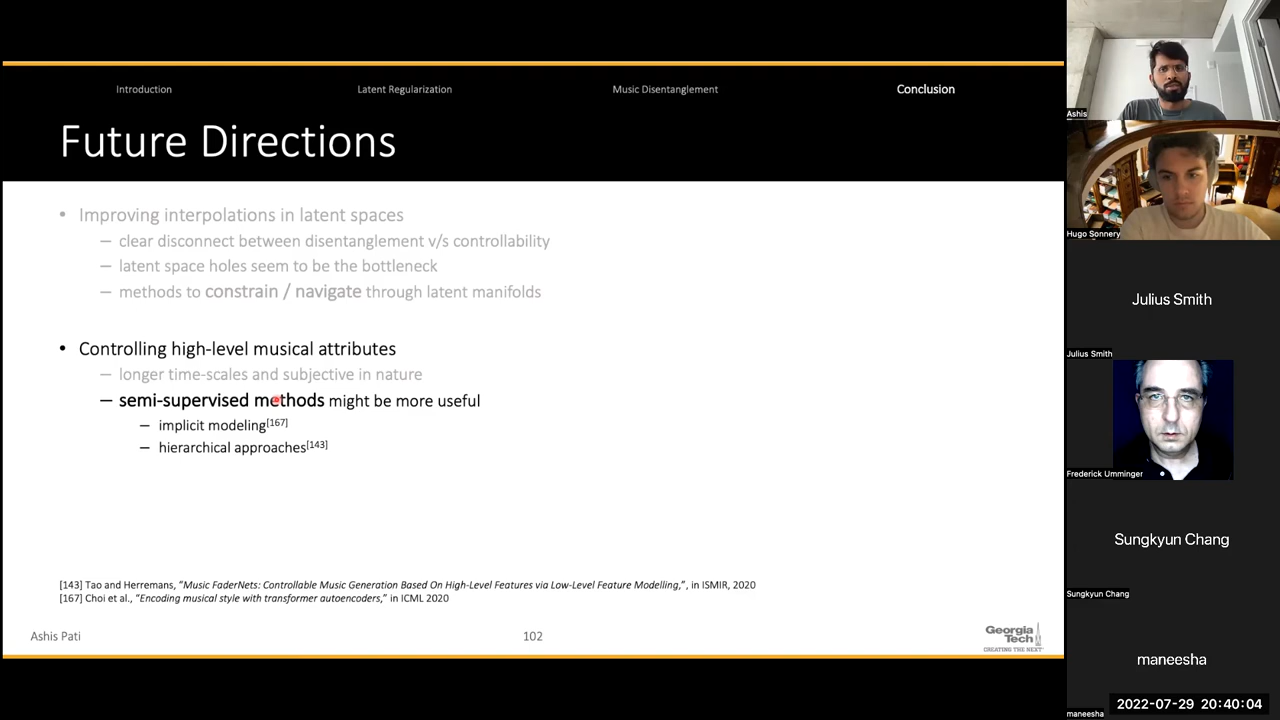 Introduction
Latent Regularization
Music Disentanglement
Conclusion
Future Directions
• Improving interpolations in latent spaces
– clear disconnect between disentanglement v/s controllability
– latent space holes seem to be the bottleneck
– methods to constrain / navigate through latent manifolds
• Controlling high-level musical attributes
– longer time-scales and subjective in nature
– semi-supervised methods might be more useful
– implicit modeling[167]
– hierarchical approaches[143]
[143] Tao and Herremans, “Music FaderNets: Controllable Music Generation Based On High-Level Features via Low-Level Feature Modelling,”, in ISMIR, 2020
[167] Choi et al., “Encoding musical style with transformer autoencoders,” in ICML 2020
Ashis Pati
102
Georgia
Tech
CREATING THE NEXT
Ashis
Hugo Sonnery
Julius Smith
Julius Smith
Frederick Umminger
Sungkyun Chang
Sungkyun Chang
maneesha
2022-07-29 20:40:04
maneesha